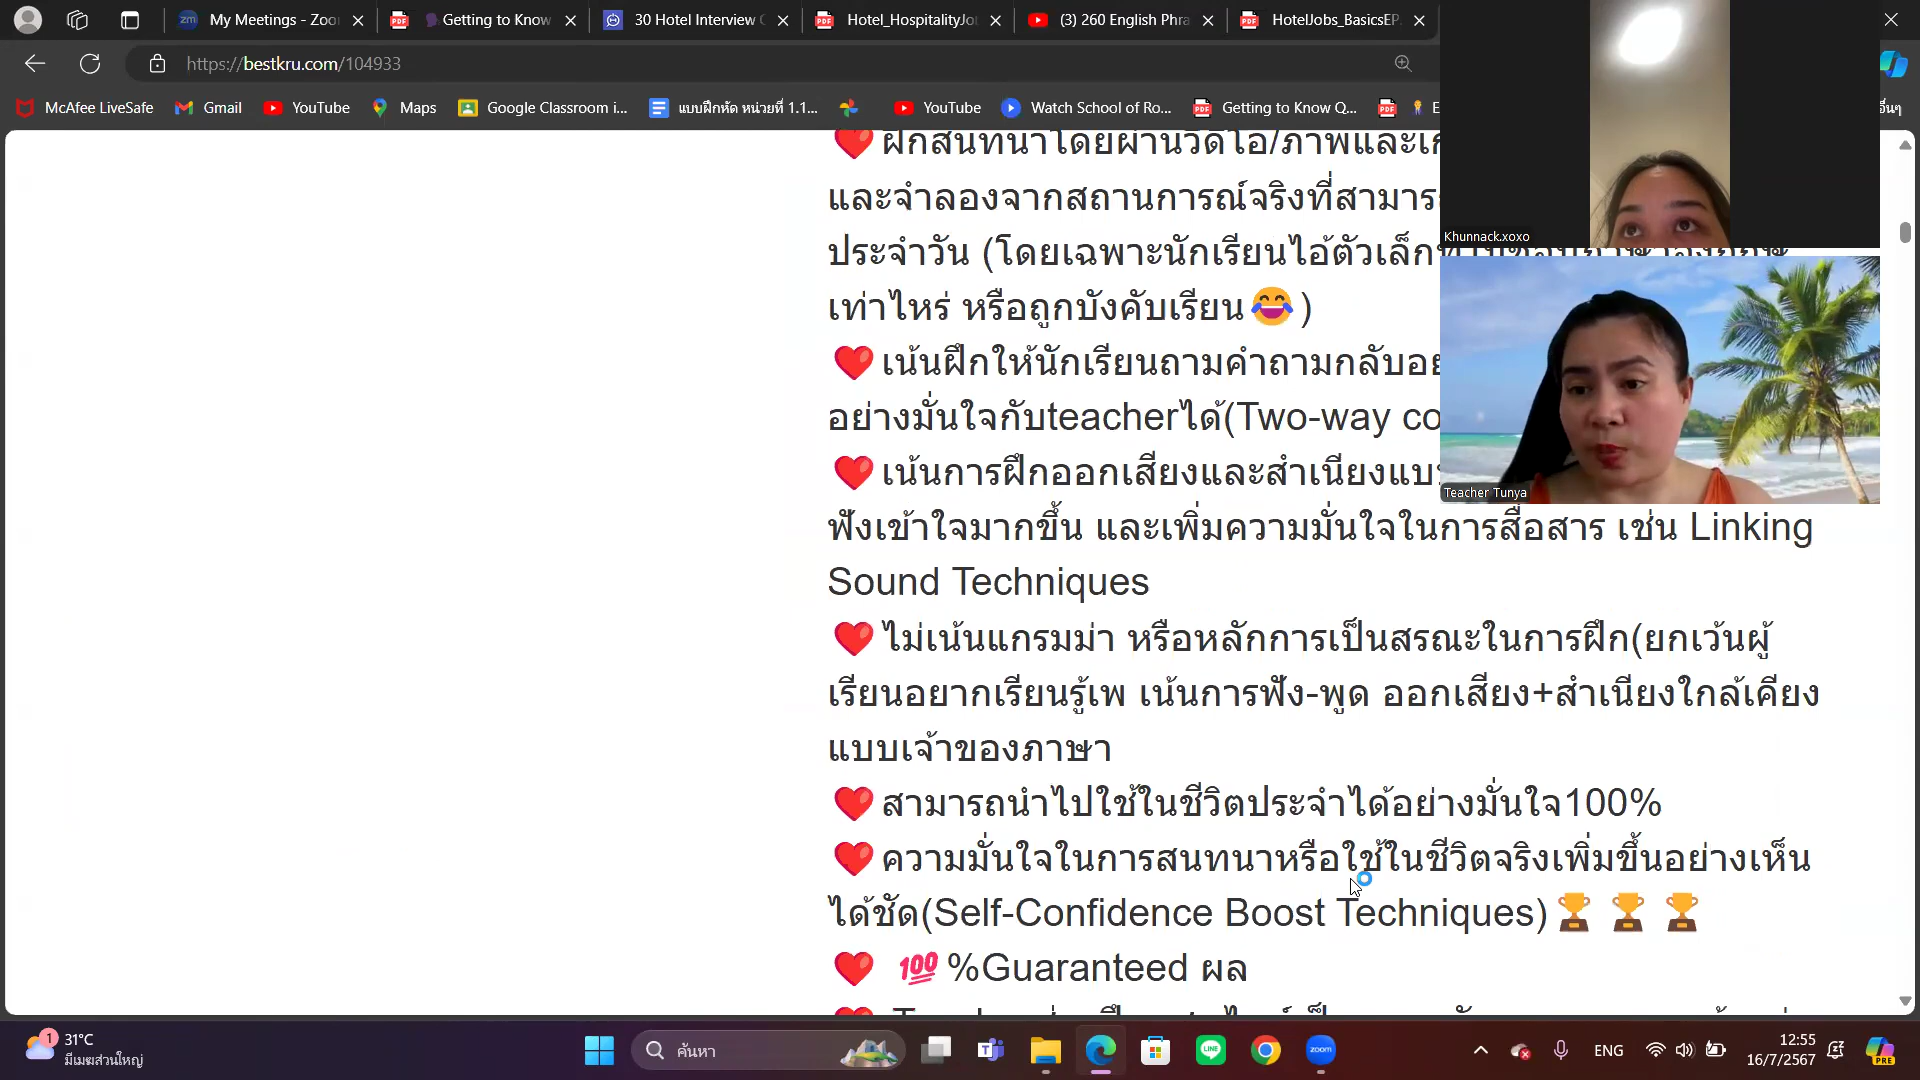 My Meetings - Zoo
Getting to Know
30 Hotel Interview
Hotel_HospitalityJo
(3) 260 English Phra
HotelJobs_BasicsEP
https://bestkru.com/104933
McAfee LiveSafe
Gmail
YouTube
Maps
Google Classroom i...
แบบฝึกหัด หน่วยที่ 1.1...
YouTube
Watch School of Ro...
Getting to Know Q...
ฝึกสนทนาโดยผ่านวิดีโอ/ภาพและ
และจำลองจากสถานการณ์จริงที่
ประจำวัน (โดยเฉพาะนักเรียนไอ้ตัวเล็ก
เท่าไหร่ หรือถูกบังคับเรียน😂)
❤️เน้นฝึกให้นักเรียนถามคำถามกลับ
อย่างมั่นใจกับteacherได้(Two-way co
❤️เน้นการฝึกออกเสียงและสำเนียง
ฟังเข้าใจมากขึ้น และเพิ่มความมั่นใจในการสื่อสาร เช่น Linking
Sound Techniques
❤️ไม่เน้นแกรมม่า หรือหลักการเป็นสรณะในการฝึก(ยกเว้นผู้
เรียนอยากเรียนรู้เพ เน้นการฟัง-พูด ออกเสียง+สำเนียงใกล้เคียง
แบบเจ้าของภาษา
❤️สามารถนำไปใช้ในชีวิตประจำได้อย่างมั่นใจ100%
❤️ความมั่นใจในการสนทนาหรือใช้ในชีวิตจริงเพิ่มขึ้นอย่างเห็น
ได้ชัด(Self-Confidence Boost Techniques)🏆🏆🏆
❤️ 💯%Guaranteed ผล
Khunnack.xoxo
Teacher Tunya
31°C
มีเมฆส่วนใหญ่
ค้นหา
ENG
12:55
16/7/2567